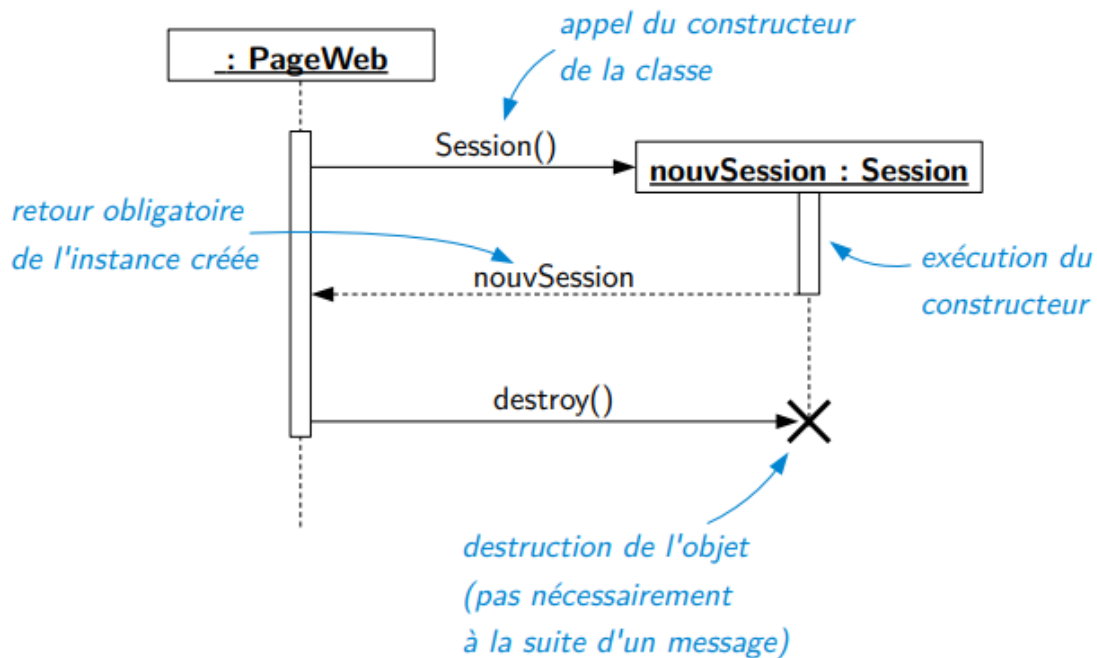 appel du constructeur
de la classe
_: PageWeb
Session()
nouvSession : Session
retour obligatoire
de l'instance créée
nouvSession
exécution du
constructeur
destroy()
destruction de l'objet
(pas nécessairement
à la suite d'un message)